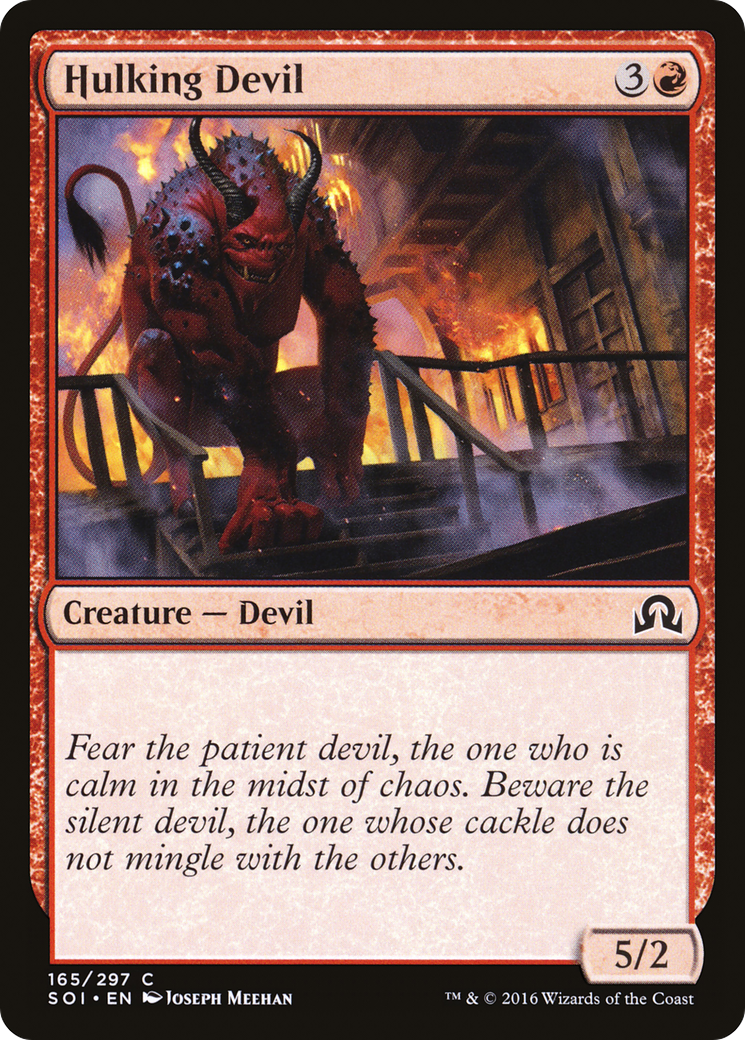 Hulking Devil 3
Creature — Devil
Fear the patient devil, the one who is
calm in the midst of chaos. Beware the
silent devil, the one whose cackle does
not mingle with the others.
5/2
165/297 C
SOI • EN Joseph Meehan
™ & © 2016 Wizards of the Coast